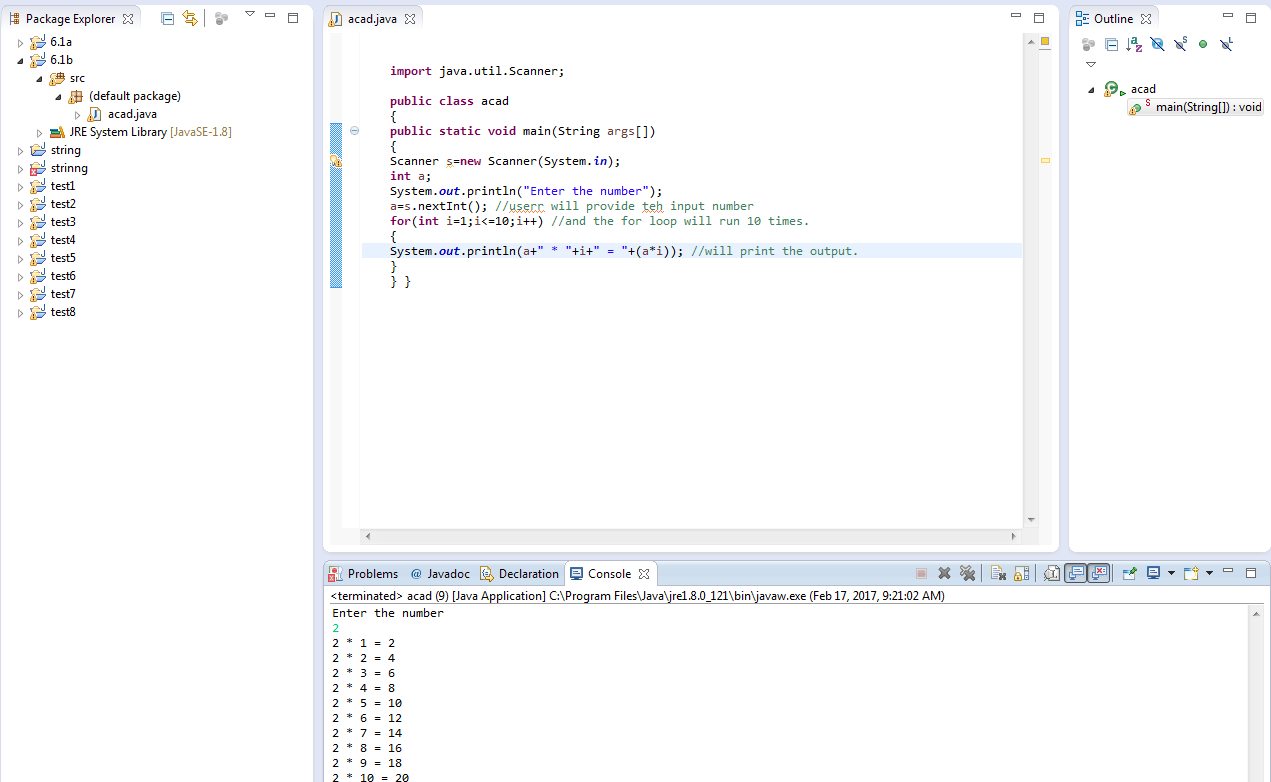 Package Explorer
6.1a
6.1b
src
(default package)
acad.java
JRE System Library [JavaSE-1.8]
string
strinng
test1
test2
test3
test4
test5
test6
test7
test8
acad.java
import java.util.Scanner;
public class acad
{
public static void main(String args[])
{
Scanner s=new Scanner(System.in);
int a;
System.out.println("Enter the number");
a=s.nextInt(); //userr will provide teh input number
for(int i=1;i<=10;i++) //and the for loop will run 10 times.
{
System.out.println(a+" * "+i+" = "+(a*i)); //will print the output.
}
} }
Outline
acad
main(String[]) : void
Problems @ Javadoc Declaration Console
<terminated> acad (9) [Java Application] C:\Program Files\Java\jre1.8.0_121\bin\javaw.exe (Feb 17, 2017, 9:21:02 AM)
Enter the number
2
2 * 1 = 2
2 * 2 = 4
2 * 3 = 6
2 * 4 = 8
2 * 5 = 10
2 * 6 = 12
2 * 7 = 14
2 * 8 = 16
2 * 9 = 18
2 * 10 = 20